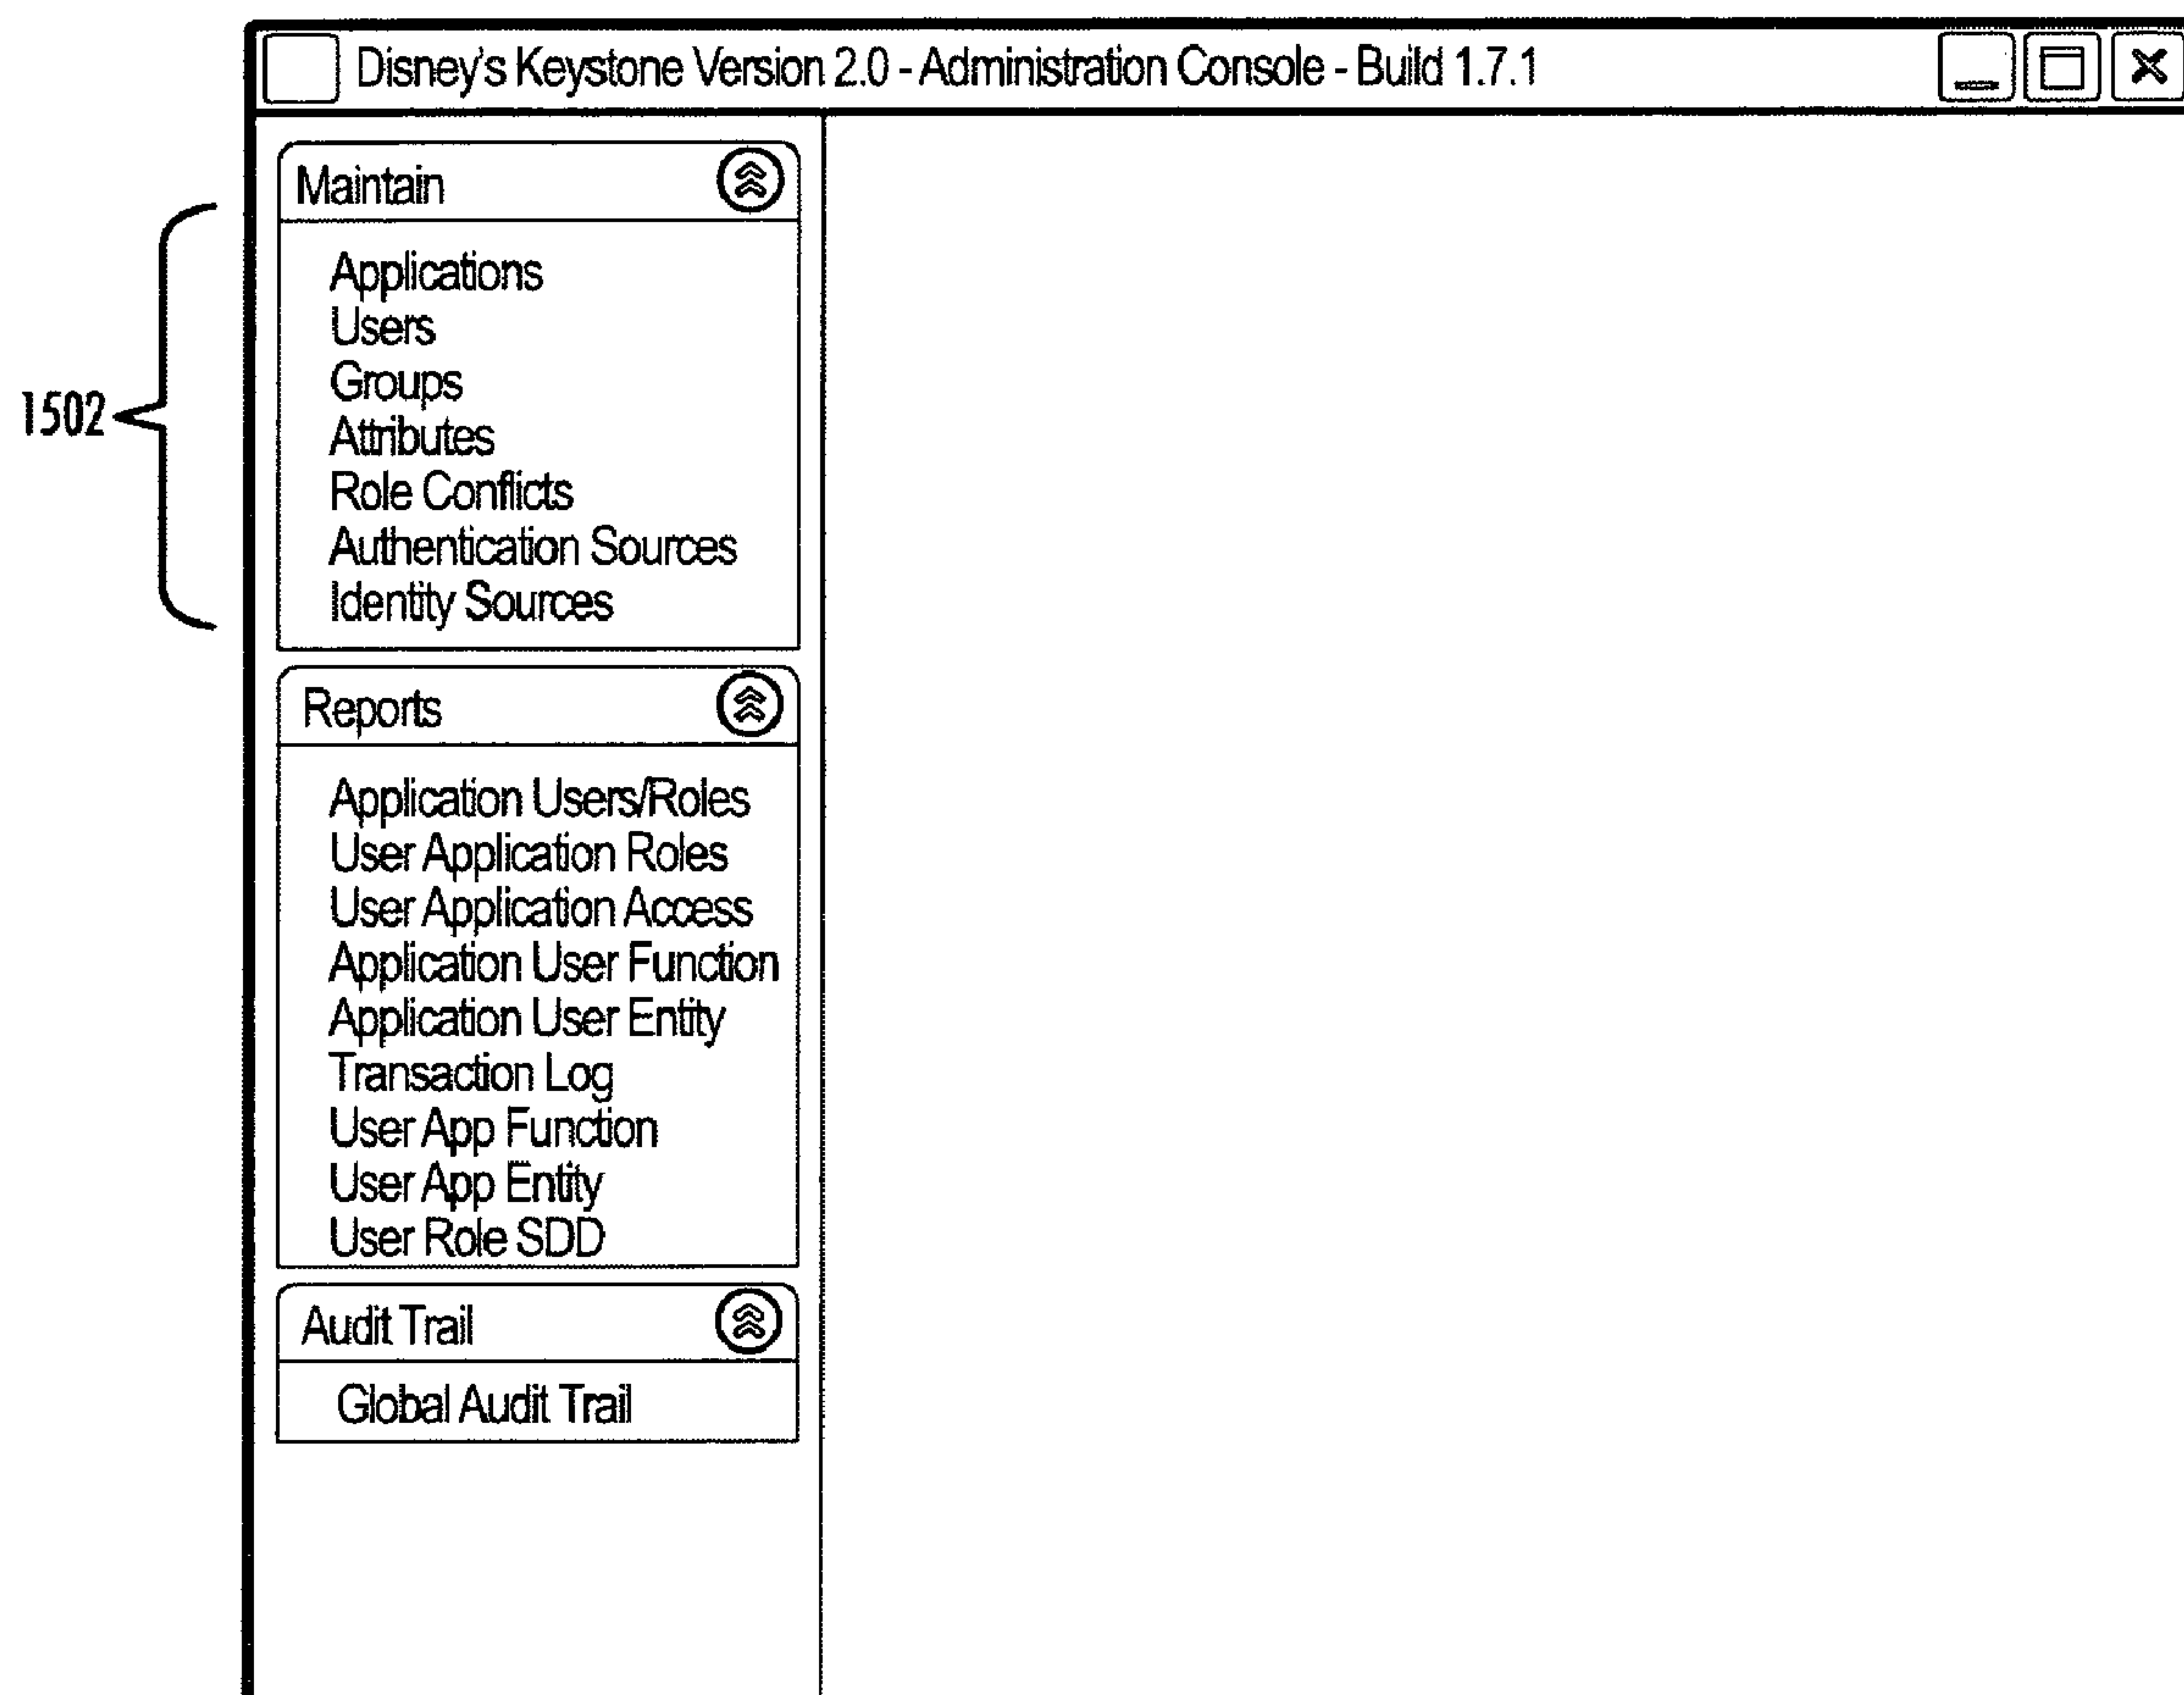 Disney's Keystone Version 2.0 - Administration Console - Build 1.7.1
Maintain
Applications
Users
Groups
Attributes
Role Conflicts
Authentication Sources
Identity Sources
1502
Reports
Application Users/Roles
User Application Roles
User Application Access
Application User Function
Application User Entity
Transaction Log
User App Function
User App Entity
User Role SDD
Audit Trail
Global Audit Trail